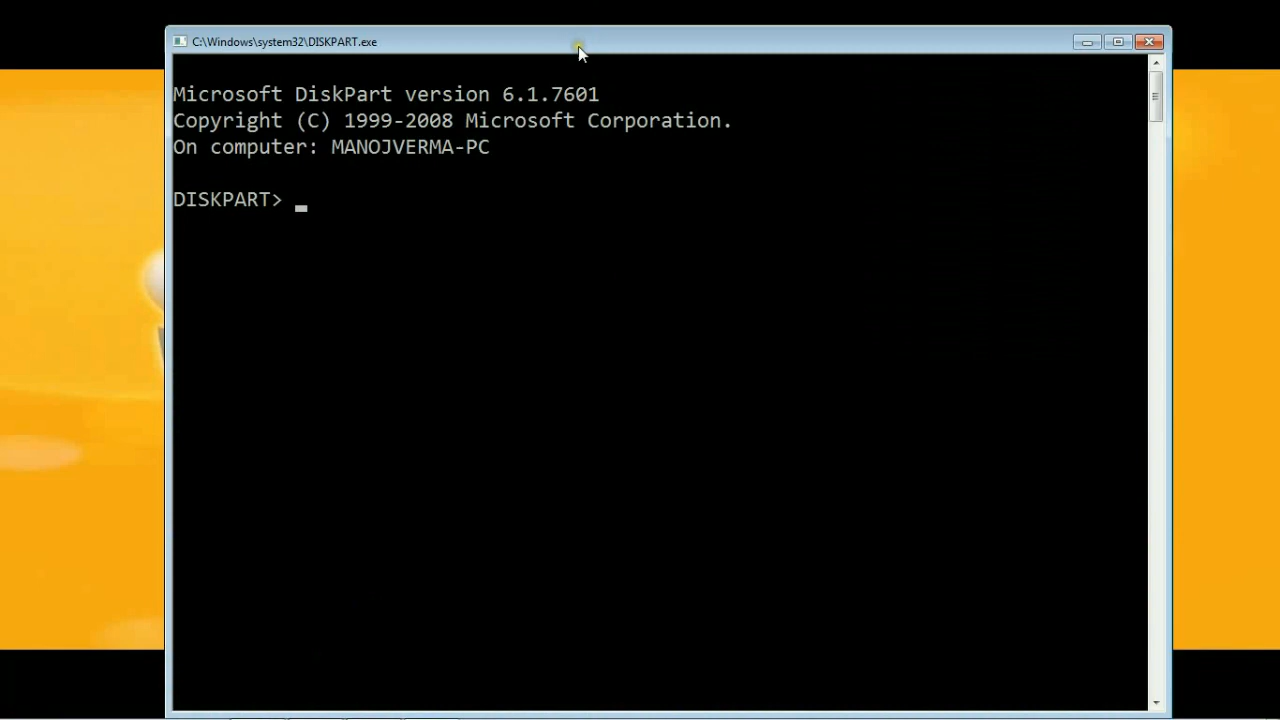 C:\Windows\system32\DISKPART.exe
Microsoft DiskPart version 6.1.7601
Copyright (C) 1999-2008 Microsoft Corporation.
On computer: MANOJVERMA-PC
DISKPART>